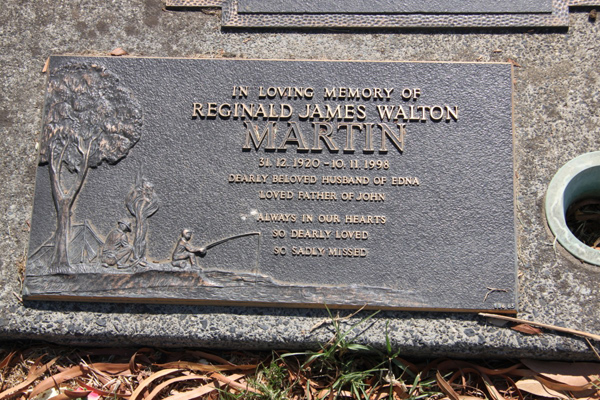 IN LOVING MEMORY OF
REGINALD JAMES WALTON
MARTIN
31. 12. 1920 - 10. 11. 1998
DEARLY BELOVED HUSBAND OF EDNA
LOVED FATHER OF JOHN
ALWAYS IN OUR HEARTS
SO DEARLY LOVED
SO SADLY MISSED